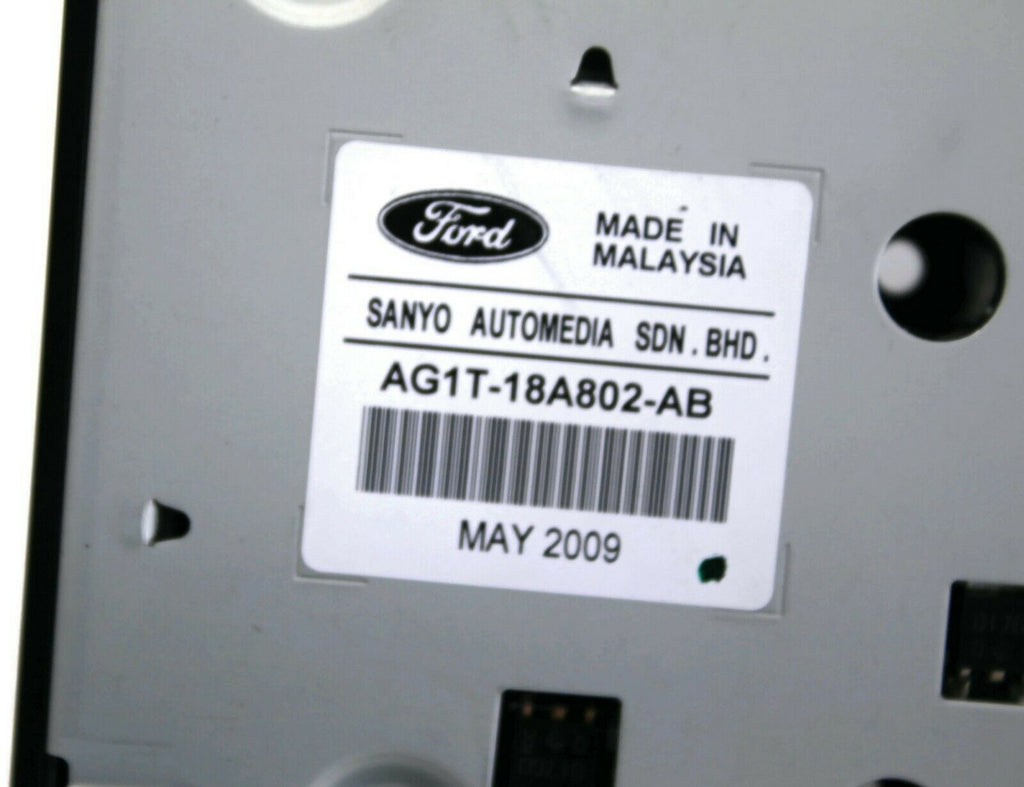 Ford
MADE IN
MALAYSIA
SANYO AUTOMEDIA SDN.BHD.
AG1T-18A802-AB
MAY 2009